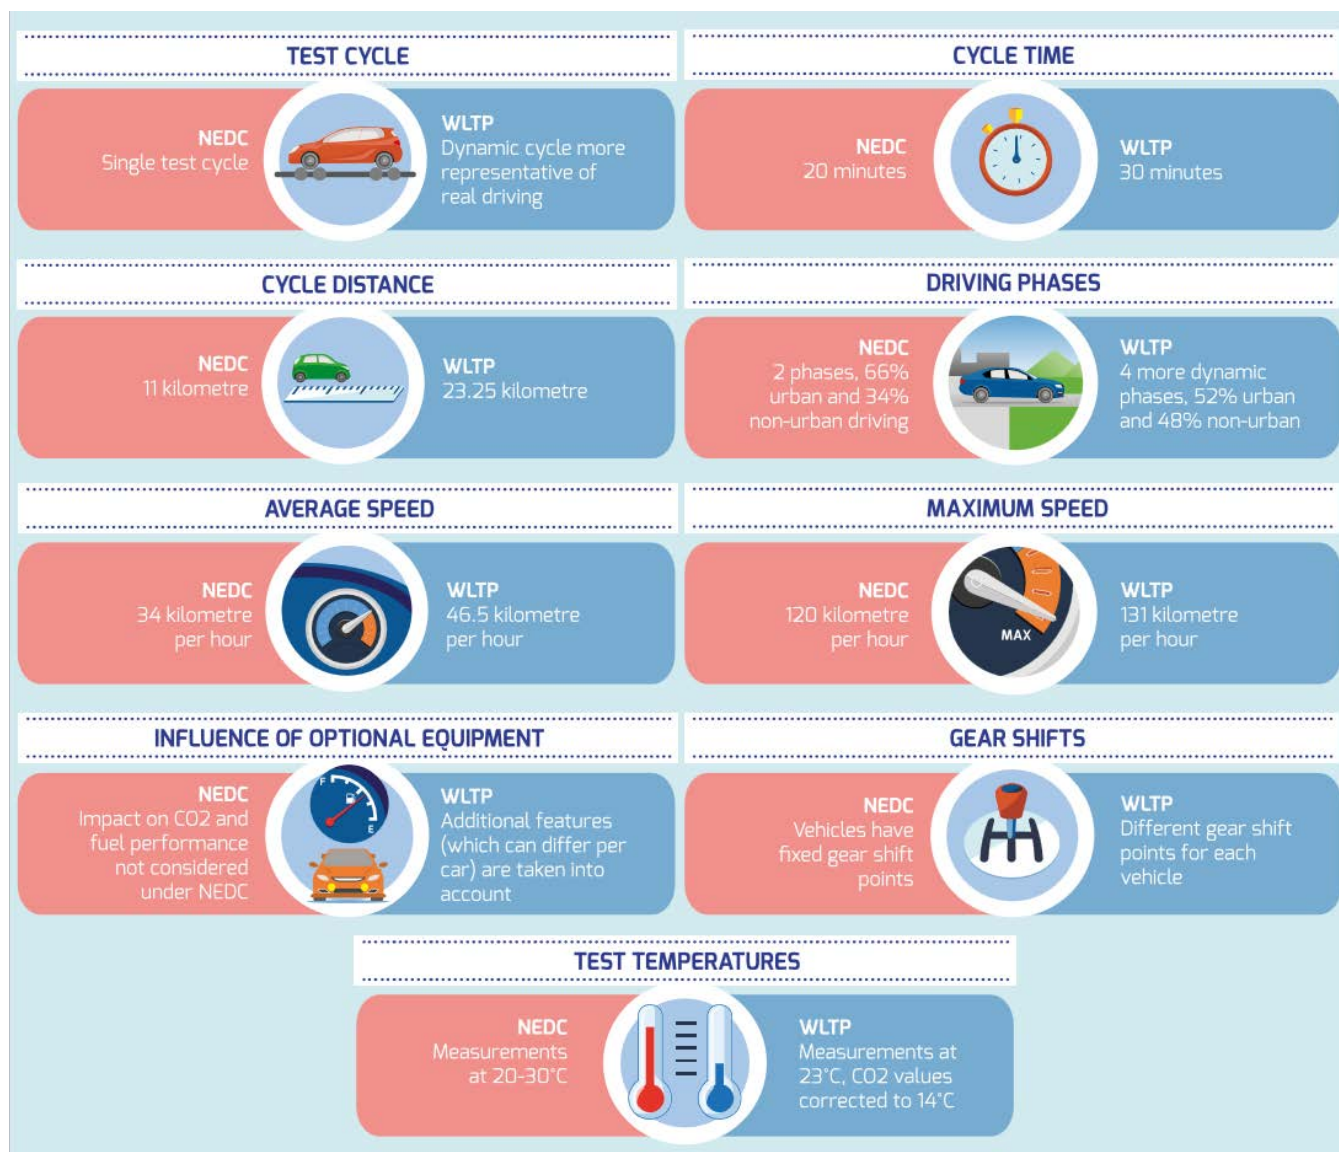 TEST CYCLE
NEDC
Single test cycle
WLTP
Dynamic cycle more
representative of
real driving
CYCLE TIME
NEDC
20 minutes
WLTP
30 minutes
CYCLE DISTANCE
NEDC
11 kilometre
WLTP
23.25 kilometre
DRIVING PHASES
NEDC
2 phases, 66%
urban and 34%
non-urban driving
WLTP
4 more dynamic
phases, 52% urban
and 48% non-urban
AVERAGE SPEED
NEDC
34 kilometre
per hour
WLTP
46.5 kilometre
per hour
MAXIMUM SPEED
NEDC
120 kilometre
per hour
MAX
WLTP
131 kilometre
per hour
INFLUENCE OF OPTIONAL EQUIPMENT
NEDC
Impact on CO2 and
fuel performance
not considered
under NEDC
F
E
WLTP
Additional features
(which can differ per
car) are taken into
account
GEAR SHIFTS
NEDC
Vehicles have
fixed gear shift
points
WLTP
Different gear shift
points for each
vehicle
TEST TEMPERATURES
NEDC
Measurements
at 20-30°C
WLTP
Measurements at
23°C, CO2 values
corrected to 14°C